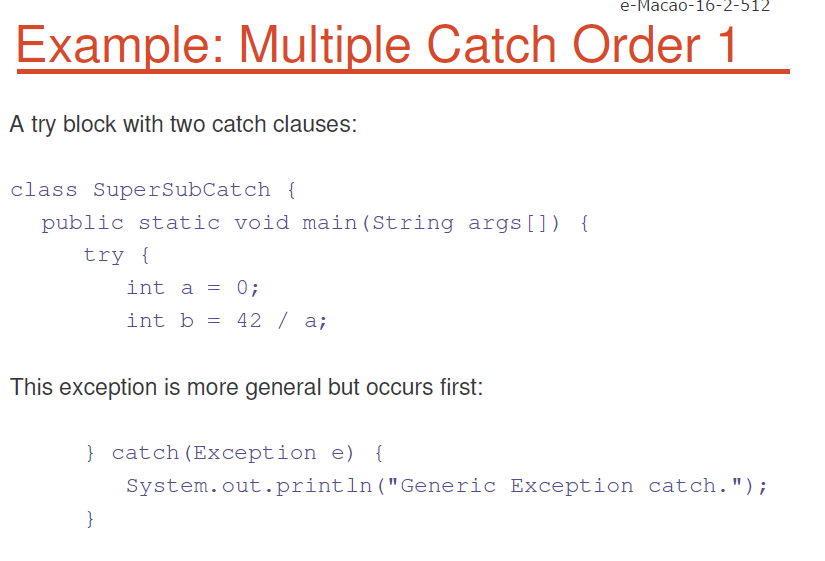 e-Macao-16-2-512
Example: Multiple Catch Order 1
A try block with two catch clauses:
class SuperSubCatch {
public static void main(String args[]) {
try {
int a = 0;
int b = 42 / a;
This exception is more general but occurs first:
} catch(Exception e) {
System.out.println("Generic Exception catch.");
}